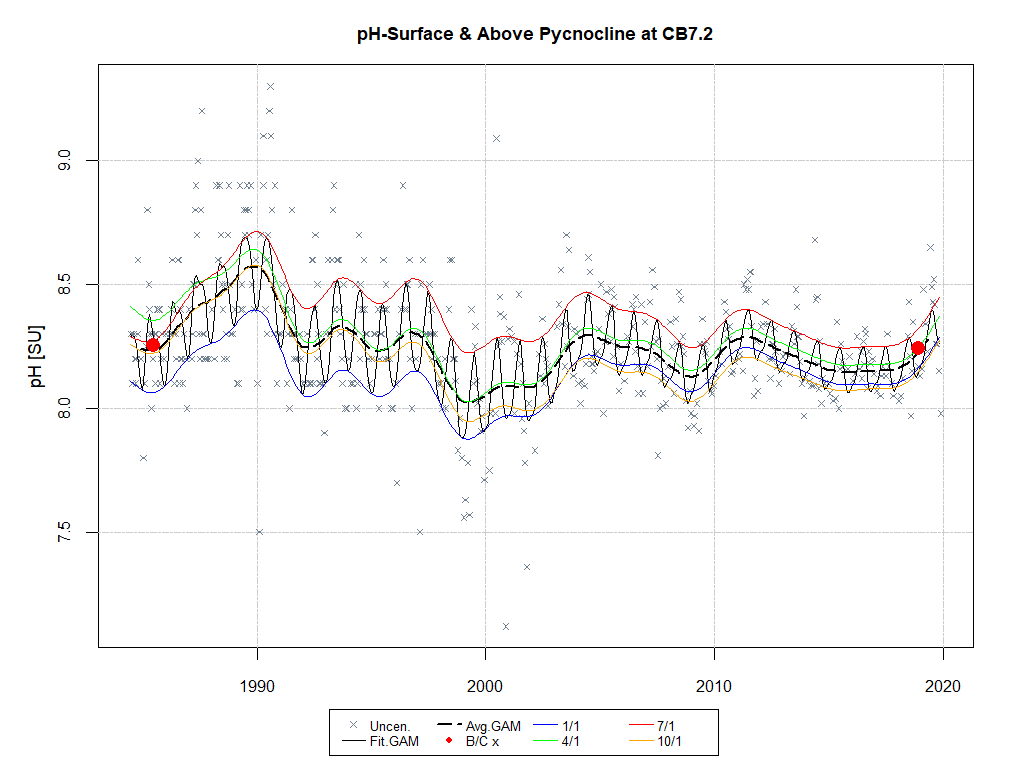 pH-Surface & Above Pycnocline at CB7.2
pH [SU]
9.0
8.5
8.0
7.5
1990 2000 2010 2020
Uncen. Avg.GAM 1/1 7/1
Fit.GAM B/C x 4/1 10/1